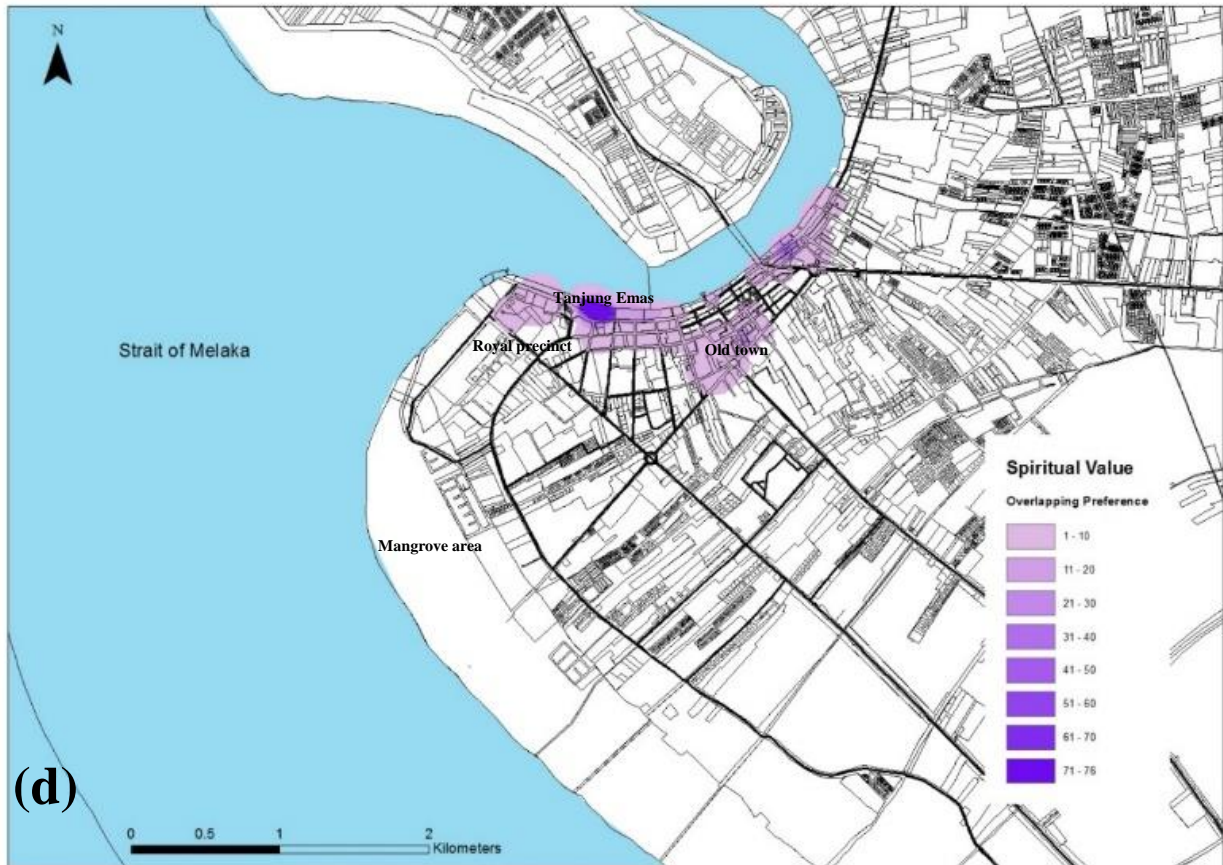 N
Tanjung Emas
Royal precinct
Old town
Strait of Melaka
Mangrove area
Spiritual Value
Overlapping Preference
1 - 10
11 - 20
21 - 30
31 - 40
41 - 50
51 - 60
61 - 70
71 - 76
(d)
0 0.5 1 2
Kilometers